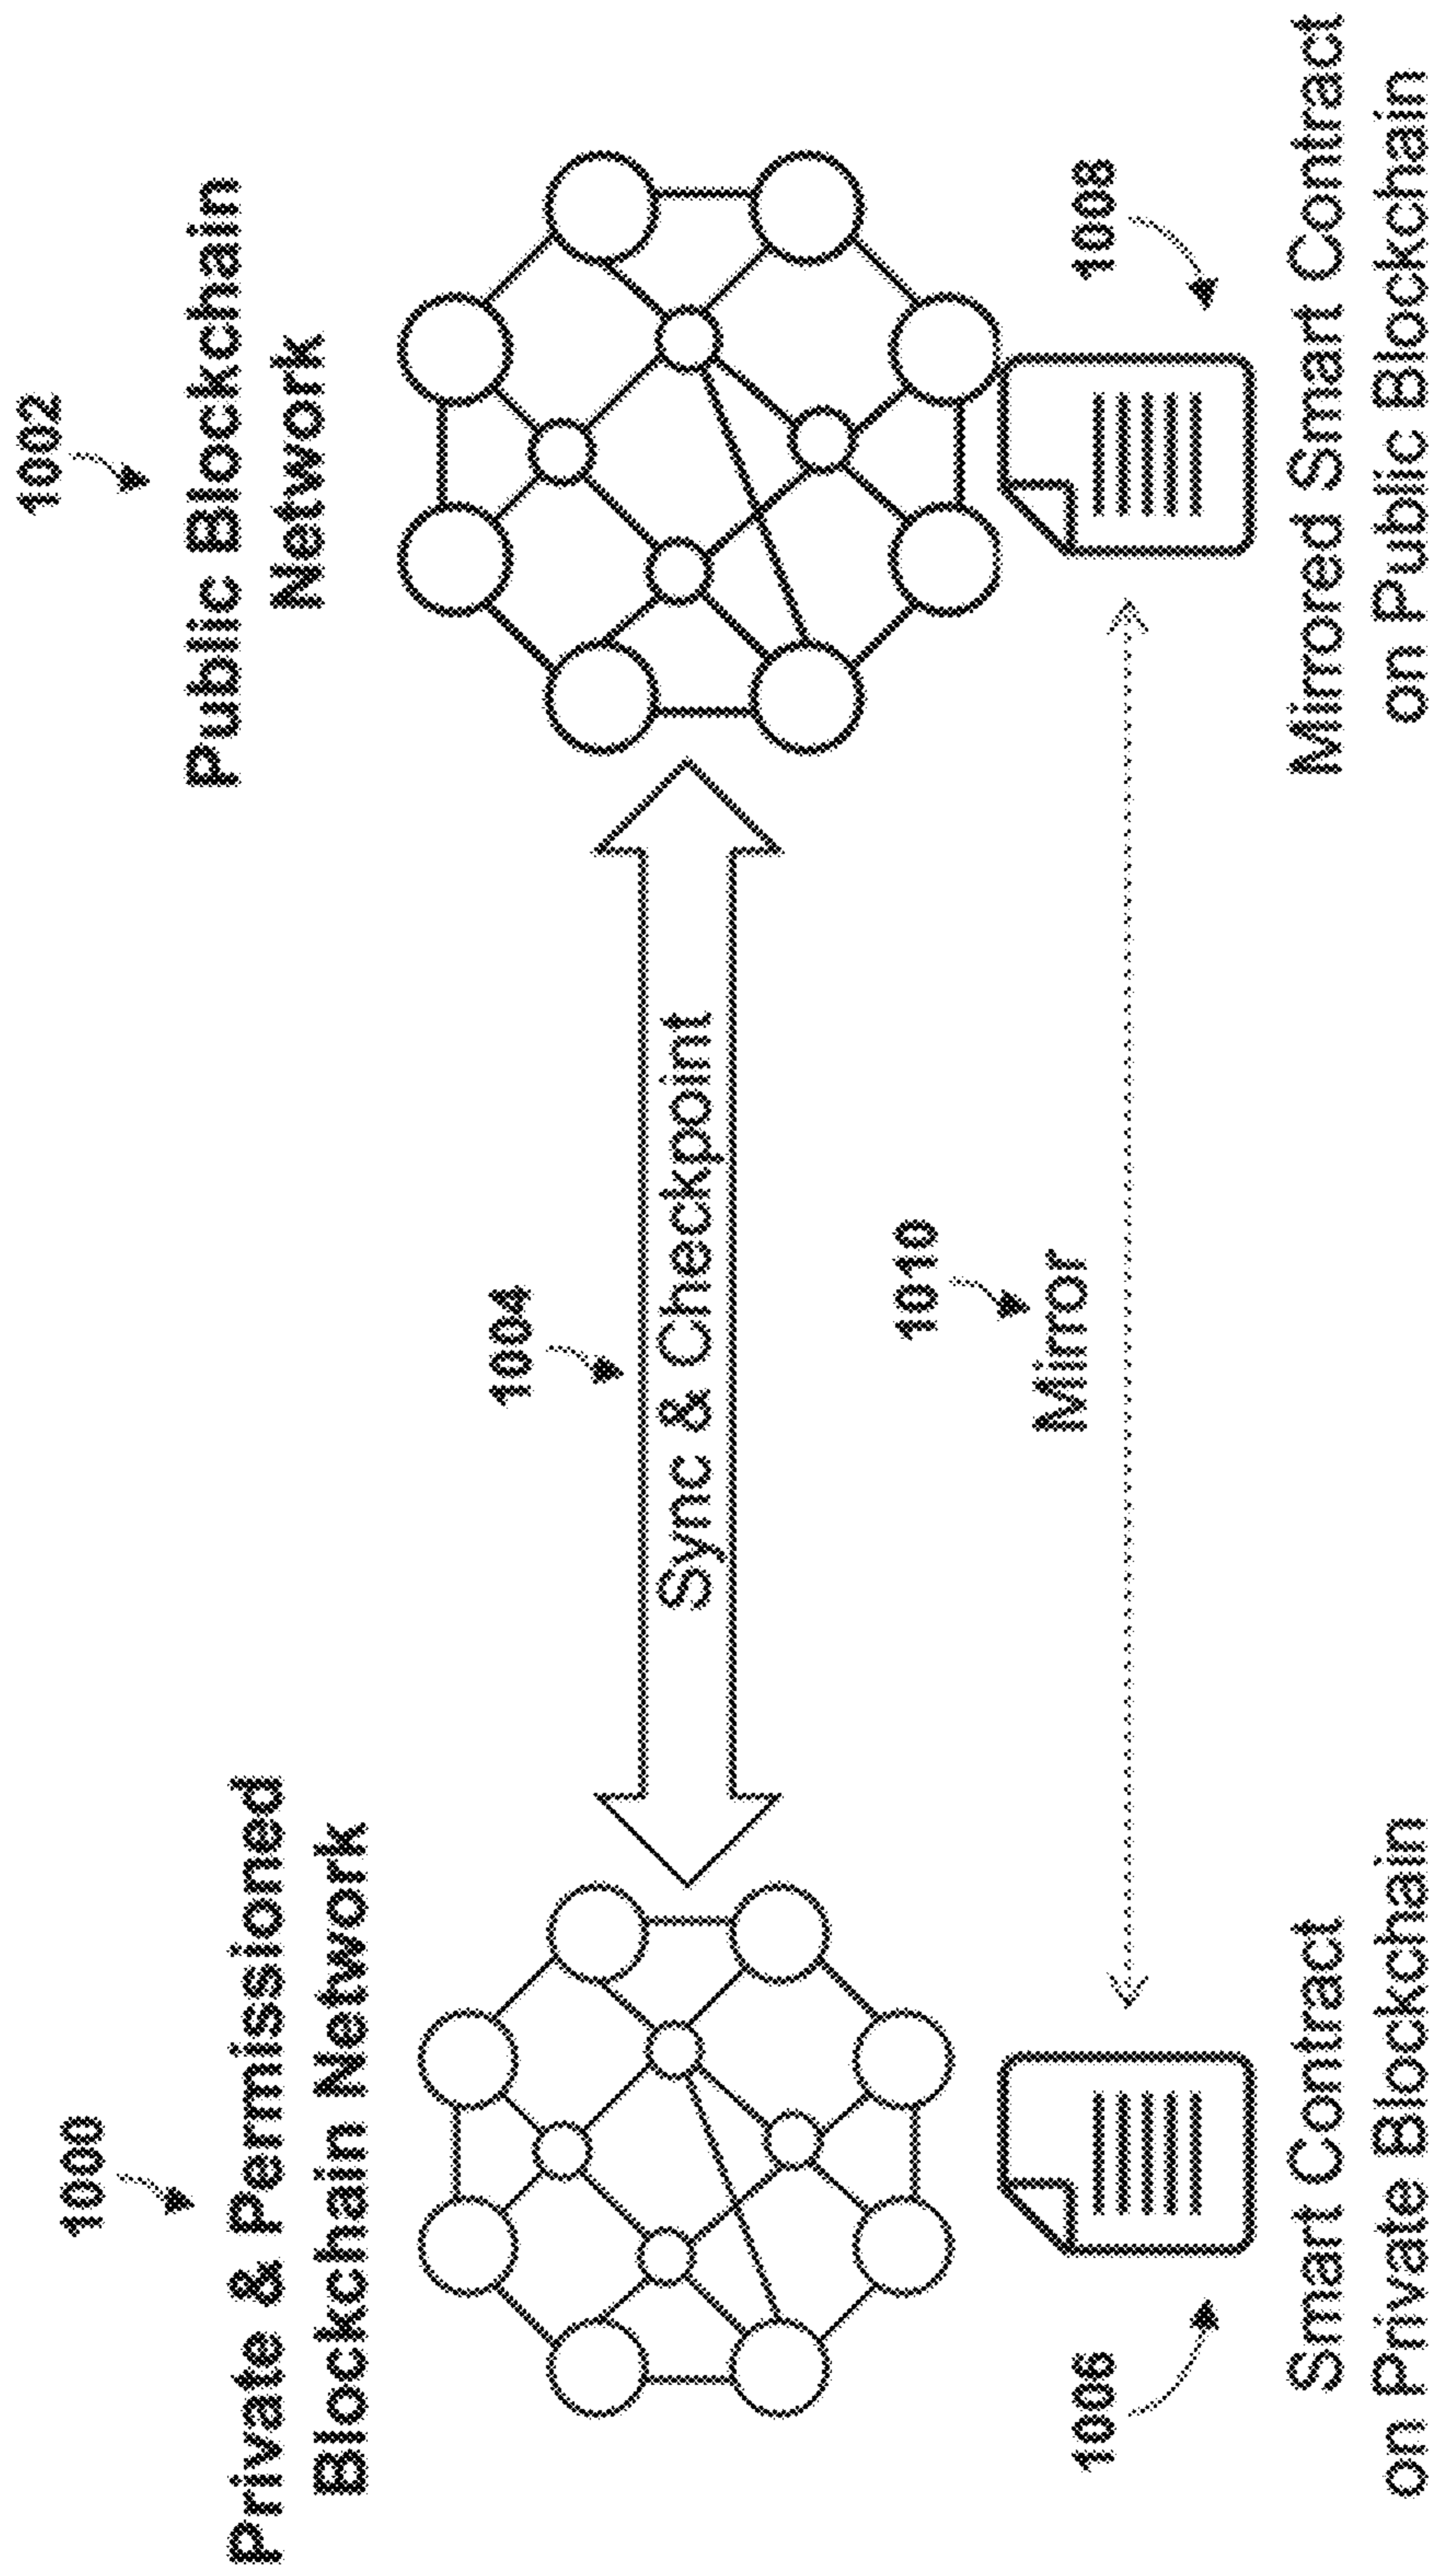 1000
Private & Permissioned
Blockchain Network
1002
Public Blockchain
Network
1004
Sync & Checkpoint
1010
Mirror
1006
Smart Contract
on Private Blockchain
1008
Mirrored Smart Contract
on Public Blockchain